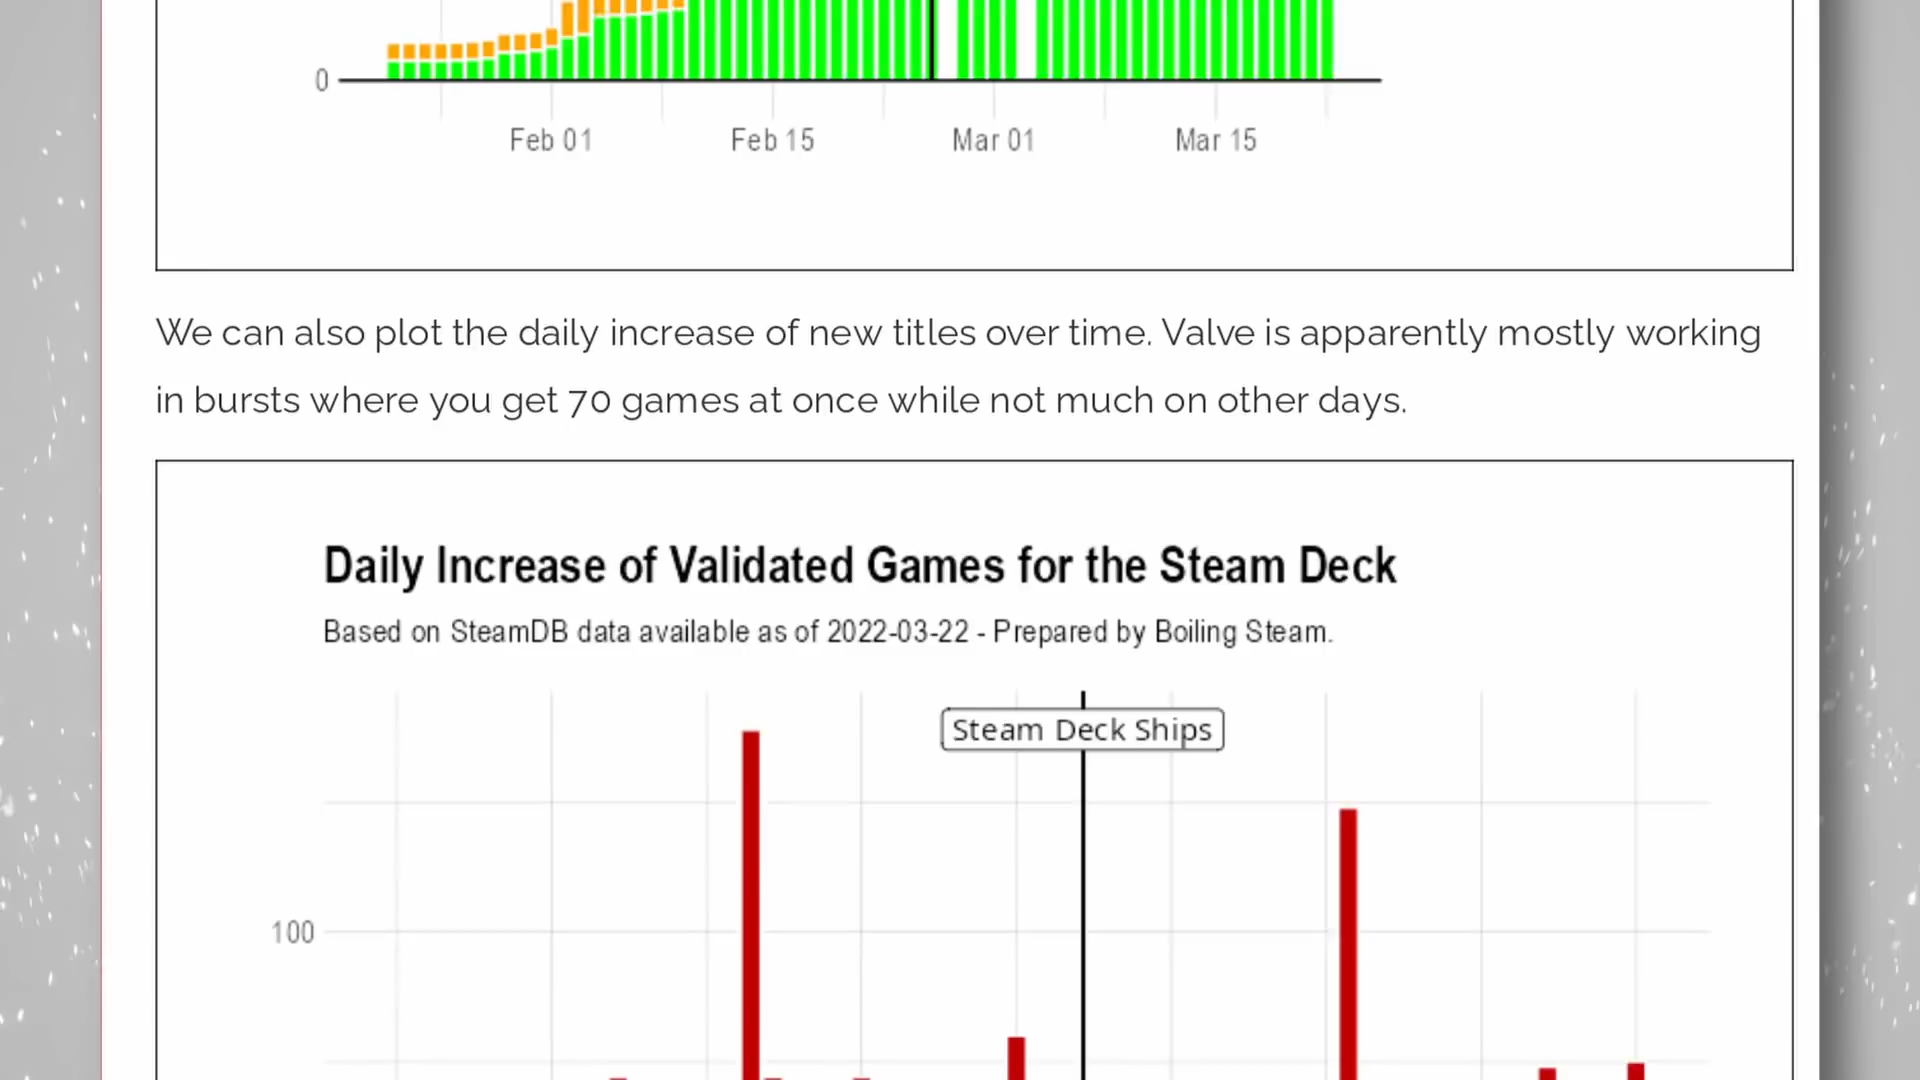 0
Feb 01 Feb 15 Mar 01 Mar 15
We can also plot the daily increase of new titles over time. Valve is apparently mostly working
in bursts where you get 70 games at once while not much on other days.
Daily Increase of Validated Games for the Steam Deck
Based on SteamDB data available as of 2022-03-22 - Prepared by Boiling Steam.
Steam Deck Ships
100